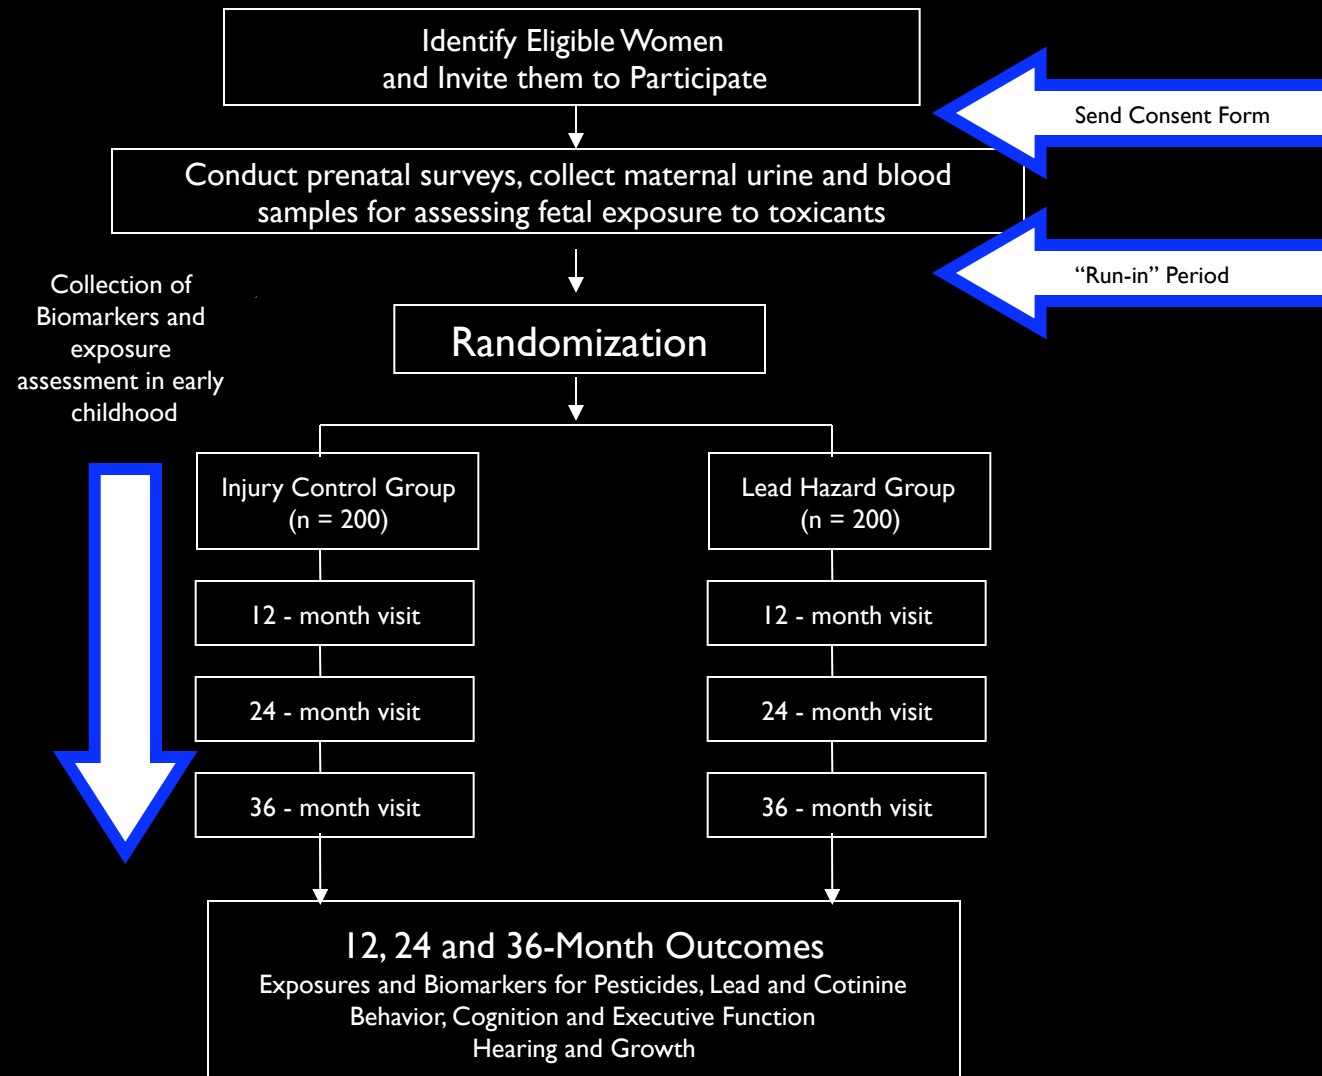 Identify Eligible Women
and Invite them to Participate
Send Consent Form
Conduct prenatal surveys, collect maternal urine and blood
samples for assessing fetal exposure to toxicants
“Run-in” Period
Collection of
Biomarkers and
exposure
assessment in early
childhood
Randomization
Injury Control Group
(n = 200)
Lead Hazard Group
(n = 200)
12 - month visit
12 - month visit
24 - month visit
24 - month visit
36 - month visit
36 - month visit
12, 24 and 36-Month Outcomes
Exposures and Biomarkers for Pesticides, Lead and Cotinine
Behavior, Cognition and Executive Function
Hearing and Growth